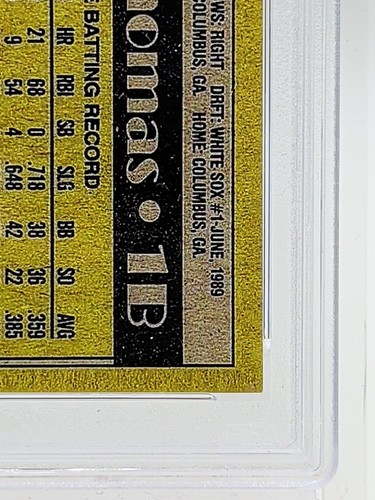 WS: RIGHT DRFT: WHITE SOX #1-JUNE, 1989
COLUMBUS, GA. HOME: COLUMBUS, GA.
homas • 1B
BATTING RECORD
HR RBI SB SLG BB SO AVG
21 68 0 .718 38 36 .359
9 54 4 .648 42 22 .385